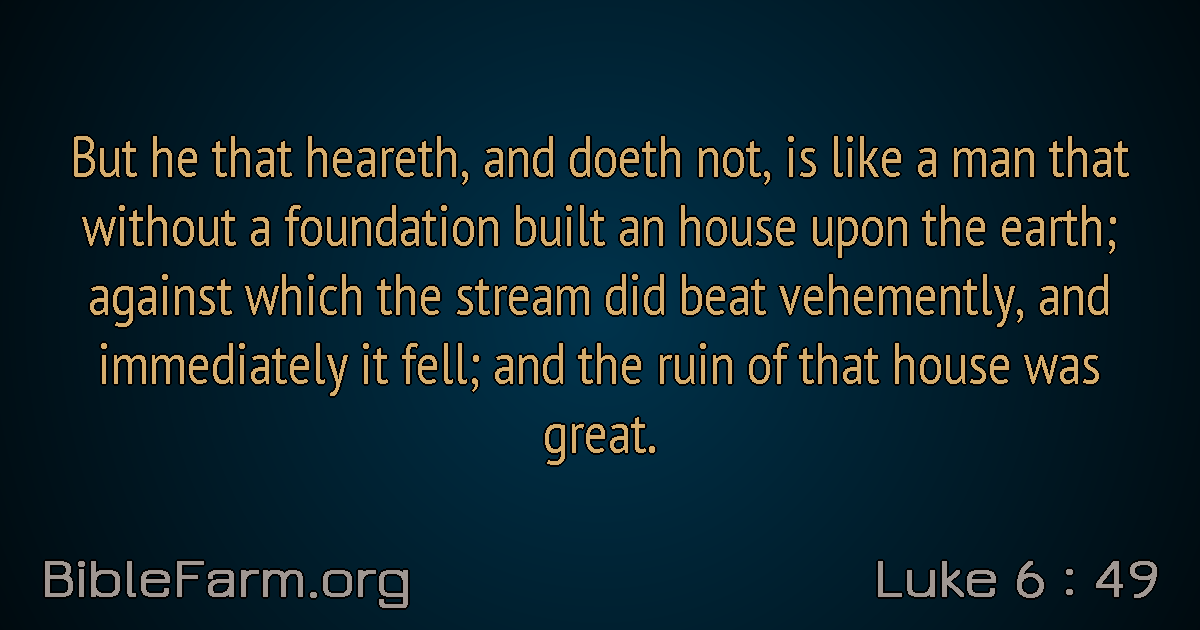 But he that heareth, and doeth not, is like a man that
without a foundation built an house upon the earth;
against which the stream did beat vehemently, and
immediately it fell; and the ruin of that house was
great.
BibleFarm.org
Luke 6 : 49